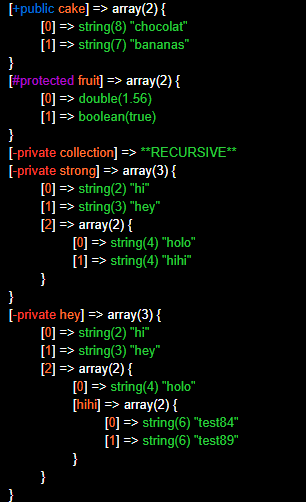 [+public cake] => array(2) {
[0] => string(8) "chocolat"
[1] => string(7) "bananas"
}
[#protected fruit] => array(2) {
[0] => double(1.56)
[1] => boolean(true)
}
[-private collection] => **RECURSIVE**
[-private strong] => array(3) {
[0] => string(2) "hi"
[1] => string(3) "hey"
[2] => array(2) {
[0] => string(4) "holo"
[1] => string(4) "hihi"
}
}
[-private hey] => array(3) {
[0] => string(2) "hi"
[1] => string(3) "hey"
[2] => array(2) {
[0] => string(4) "holo"
[hihi] => array(2) {
[0] => string(6) "test84"
[1] => string(6) "test89"
}
}
}